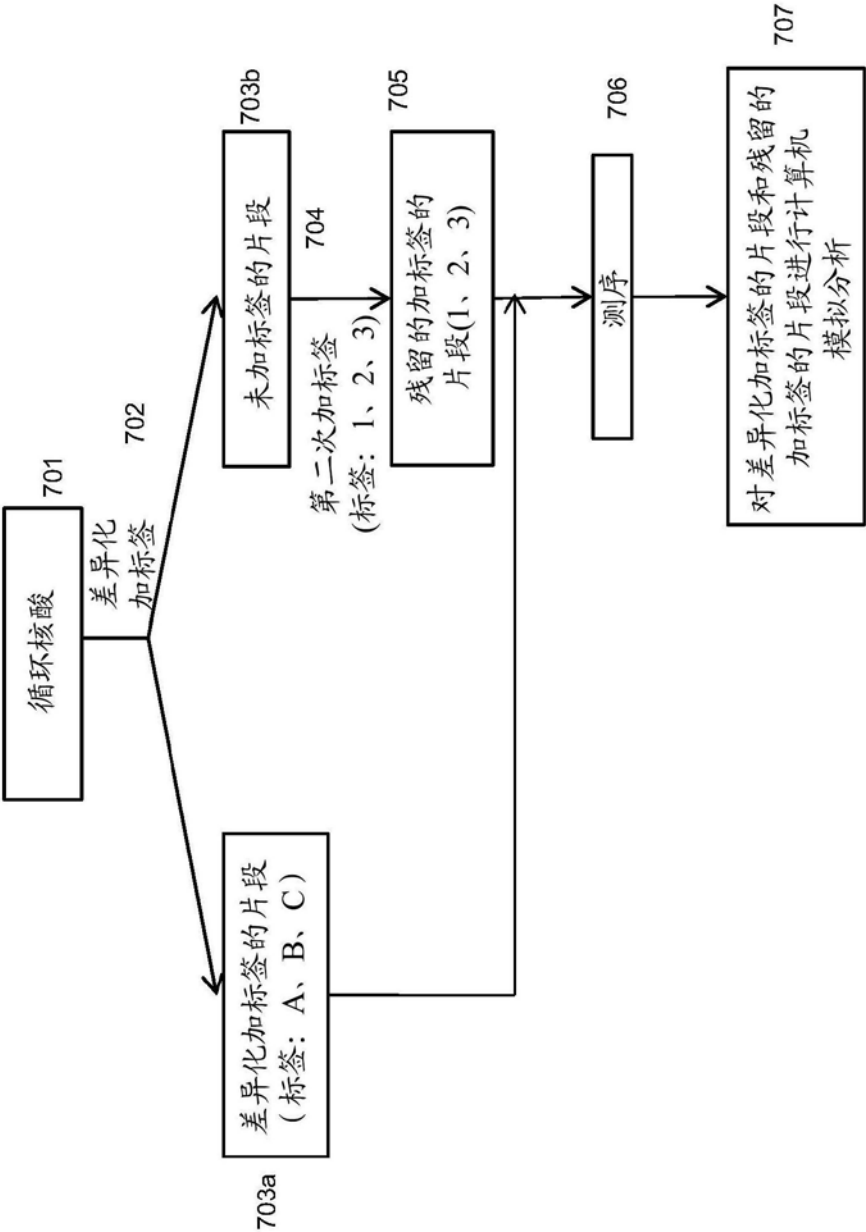 701
循环核酸
差异化
加标签
702
差异化加标签的片段
(标签：A、B、C)
703a
未加标签的片段
703b
第二次加标签
(标签：1、2、3)
704
残留的加标签的
片段(1、2、3)
705
测序
706
对差异化加标签的片段和残留的
加标签的片段进行计算机
模拟分析
707